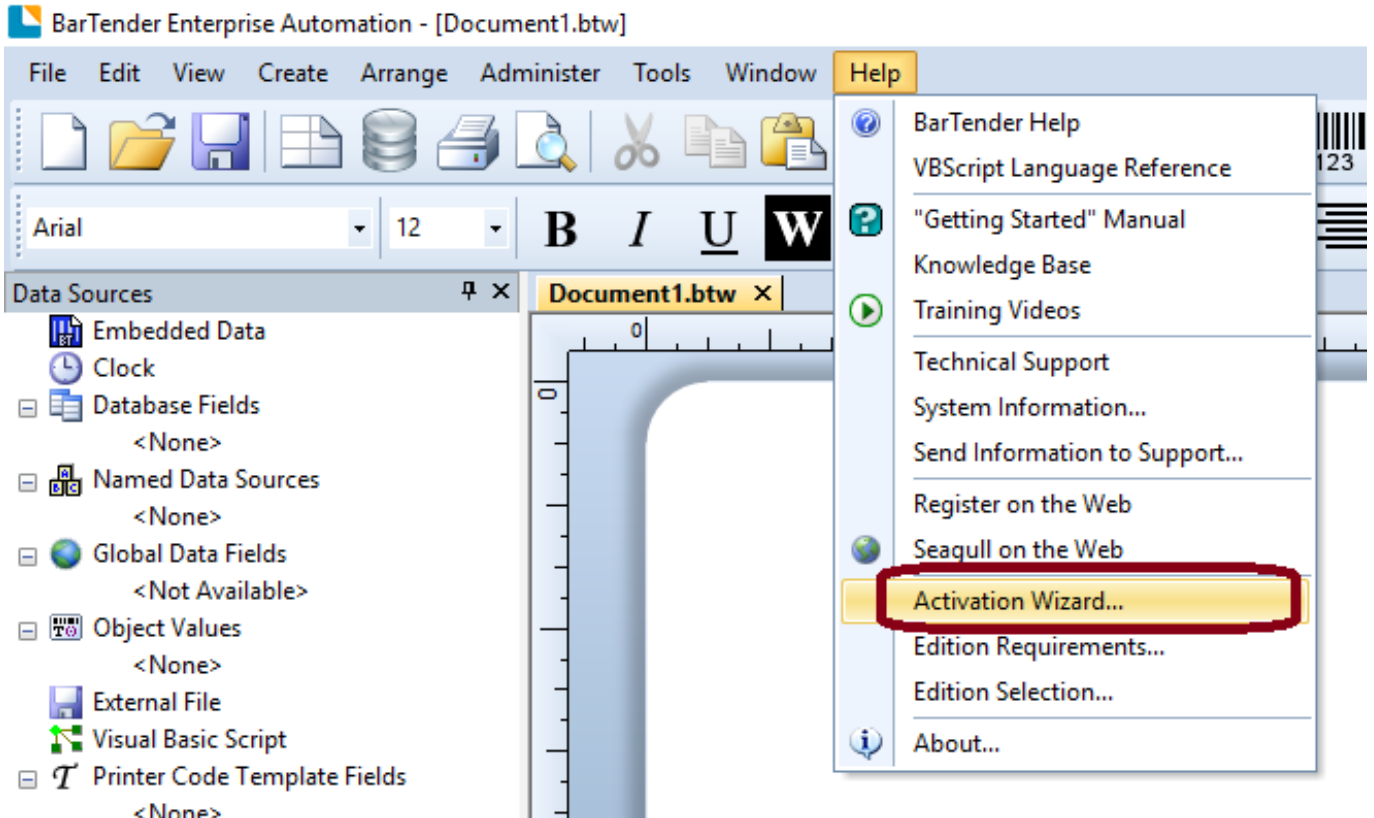 BarTender Enterprise Automation - [Document1.btw]
File Edit View Create Arrange Administer Tools Window Help
BarTender Help
VBScript Language Reference
123
Arial 12 B I U W
"Getting Started" Manual
Knowledge Base
Data Sources
Document1.btw
Training Videos
Embedded Data
0
Clock
Technical Support
Database Fields
0
System Information...
<None>
Send Information to Support...
Named Data Sources
Register on the Web
<None>
Global Data Fields
Seagull on the Web
<Not Available>
Activation Wizard...
Object Values
Edition Requirements...
<None>
Edition Selection...
External File
Visual Basic Script
About...
Printer Code Template Fields
<None>